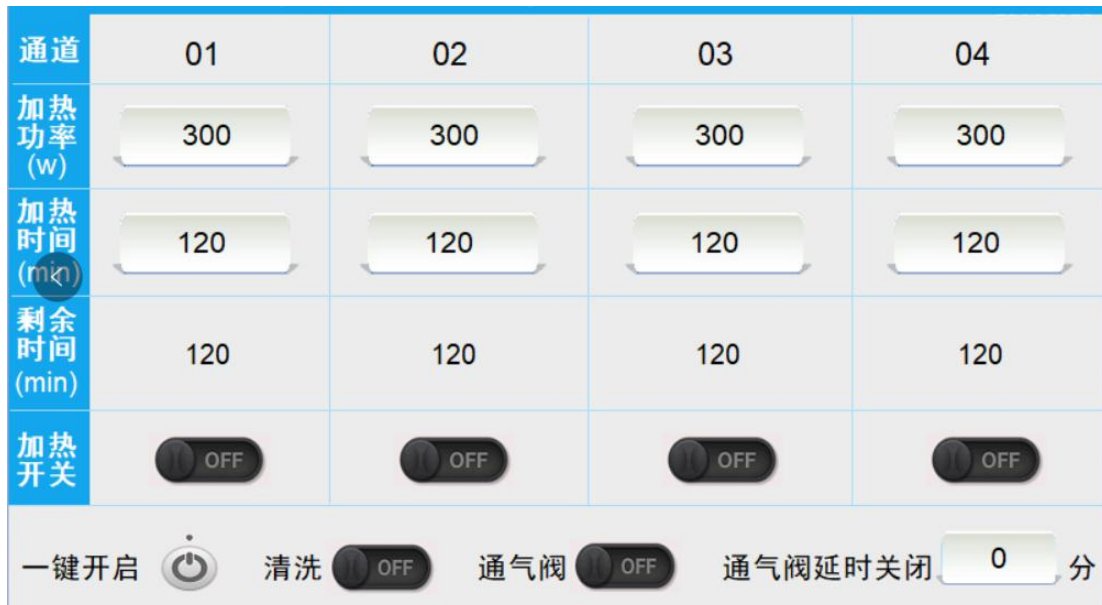 通道 01 02 03 04
加热
功率
(w)
300 300 300 300
加热
时间
(min)
120 120 120 120
剩余
时间
(min)
120 120 120 120
加热
开关
OFF OFF OFF OFF
一键开启 清洗 OFF 通气阀 OFF 通气阀延时关闭 0 分